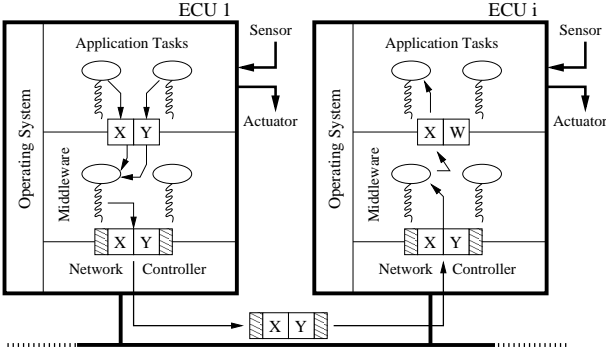 ECU 1
ECU i
Operating System
Application Tasks
Sensor
Actuator
X Y
Middleware
X Y
Network Controller
Operating System
Application Tasks
Sensor
Actuator
X W
Middleware
X Y
Network Controller
X Y